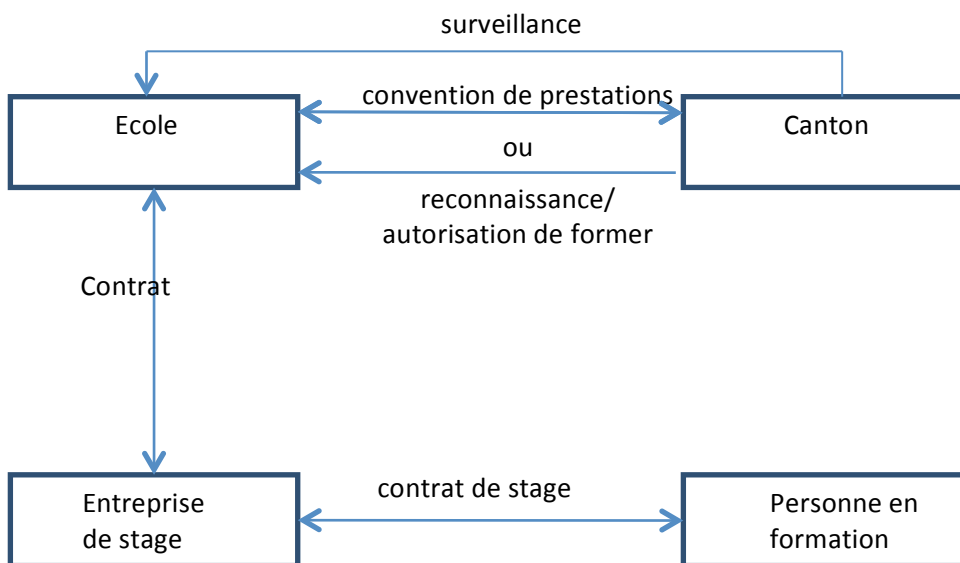 surveillance
convention de prestations
Ecole
Canton
ou
reconnaissance/
autorisation de former
Contrat
contrat de stage
Entreprise
de stage
Personne en
formation